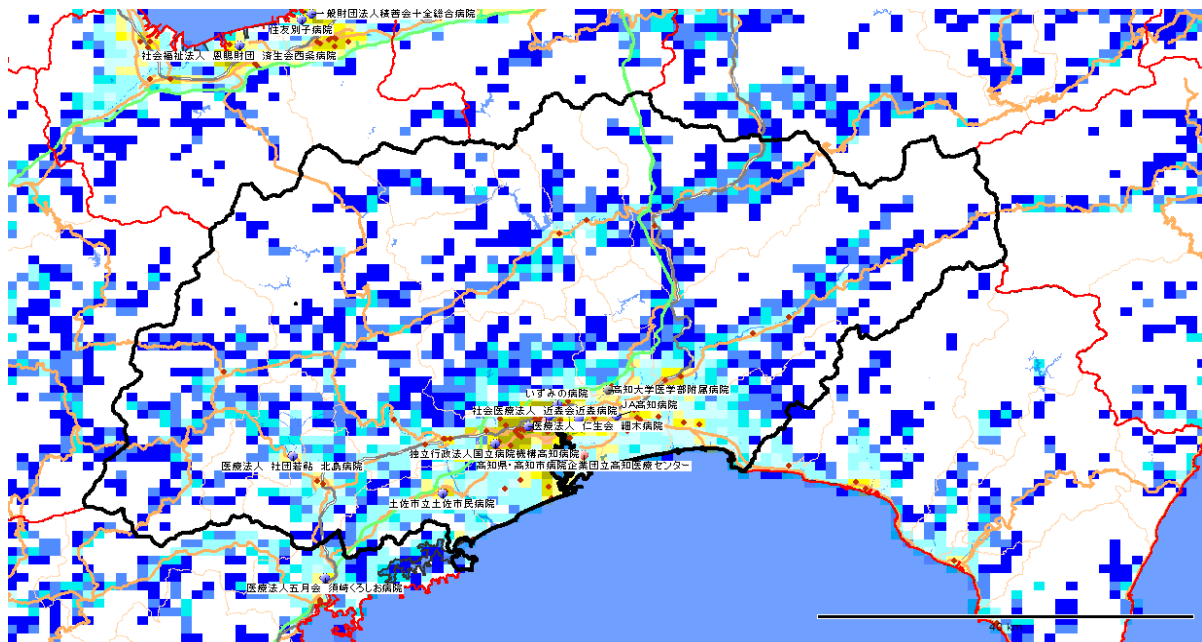 一般財団法人積善会十全総合病院
住友別子病院
社会福祉法人 恩賜財団 済生会西条病院
いずみの病院
高知大学医学部附属病院
社会医療法人 近森会近森病院
JA高知病院
医療法人 仁生会 細木病院
独立行政法人国立病院機構高知病院
医療法人 社団若鮎 北島病院
高知県・高知市病院企業団立高知医療センター
土佐市立土佐市民病院
医療法人五月会 須崎くろしお病院